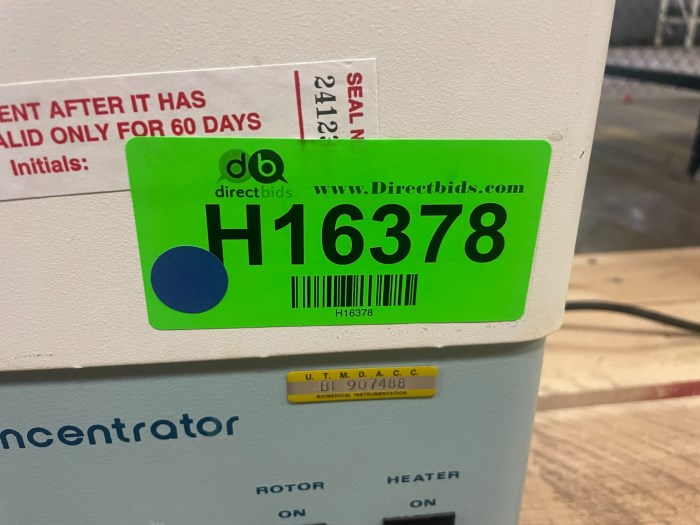 ENT AFTER IT HAS
ALID ONLY FOR 60 DAYS
Initials:
SEAL
2412
db
directbids
www.Directbids.com
H16378
H16378
U. T. M. D. A. C. C.
BI 907488
BIOMEDICAL INSTRUMENTATION
ncentrator
ROTOR
ON
HEATER
ON